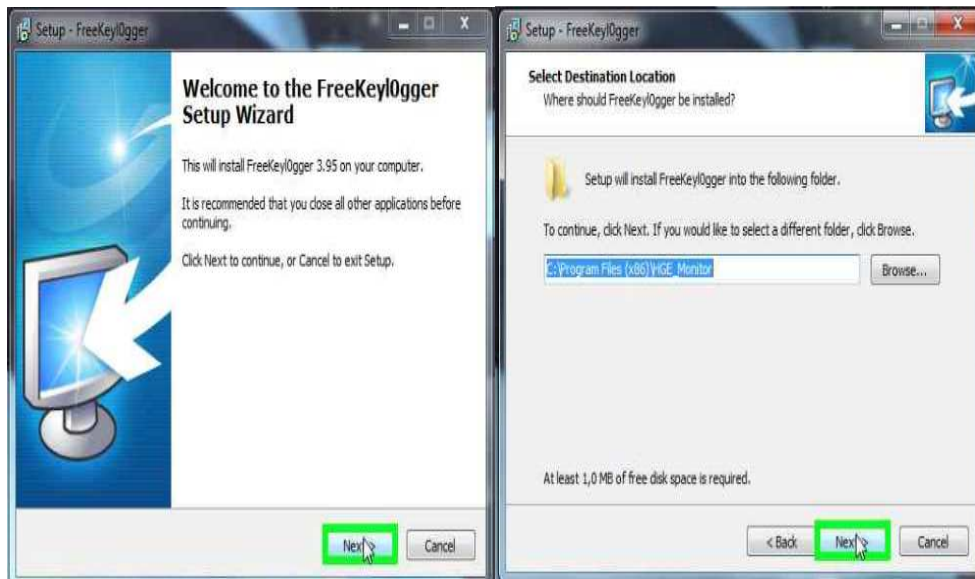 Setup - FreeKeyl0gger
Welcome to the FreeKeyl0gger
Setup Wizard
This will install FreeKeyl0gger 3.95 on your computer.
It is recommended that you close all other applications before
continuing.
Click Next to continue, or Cancel to exit Setup.
Next >
Cancel
Setup - FreeKeyl0gger
Select Destination Location
Where should FreeKeyl0gger be installed?
Setup will install FreeKeyl0gger into the following folder.
To continue, click Next. If you would like to select a different folder, click Browse.
C:\Program Files (x86)\HGE_Monitor
Browse...
At least 1,0 MB of free disk space is required.
< Back
Next >
Cancel